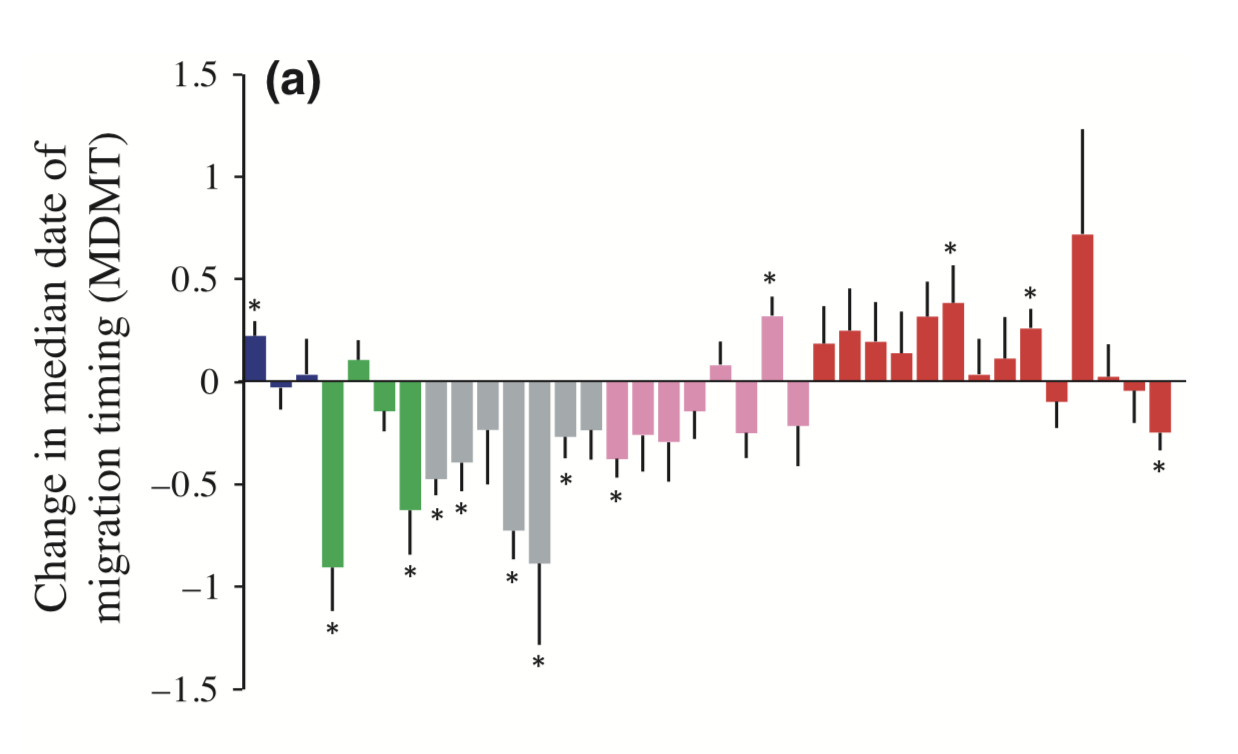 (a)
Change in median date of
migration timing (MDMT)
1.5
1
0.5
0
−0.5
−1
−1.5
* * * * * * * * * * * * * *